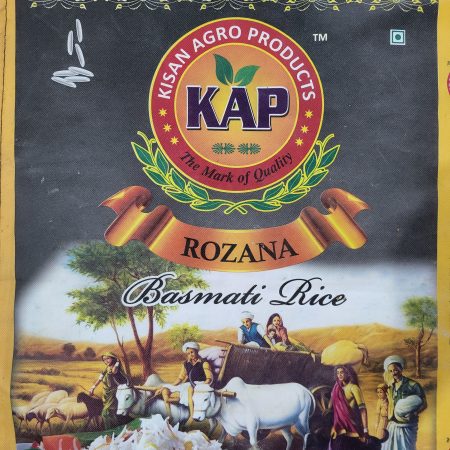 KISAN AGRO PRODUCTS
TM
KAP
The Mark of Quality
ROZANA
Basmati Rice